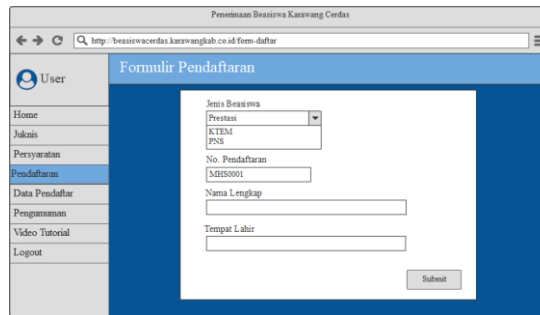 Penerimaan Beasiswa Karawang Cerdas
http://beasiswacerdas.karawangkab.co.id/form-daftar
User
Formulir Pendaftaran
Home
Juknis
Persyaratan
Pendaftaran
Data Pendaftar
Pengumuman
Video Tutorial
Logout
Jenis Beasiswa
Prestasi
KTEM
PNS
No. Pendaftaran
MHS0001
Nama Lengkap
Tempat Lahir
Submit